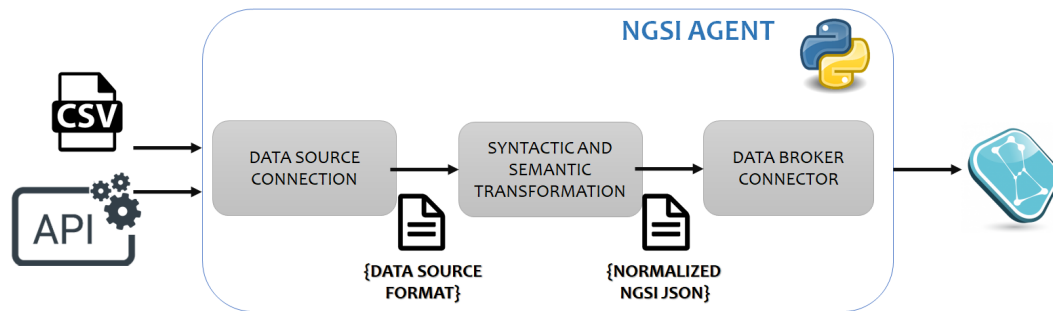 NGSI AGENT
CSV
API
DATA SOURCE
CONNECTION
SYNTACTIC AND
SEMANTIC
TRANSFORMATION
DATA BROKER
CONNECTOR
{DATA SOURCE
FORMAT}
{NORMALIZED
NGSI JSON}